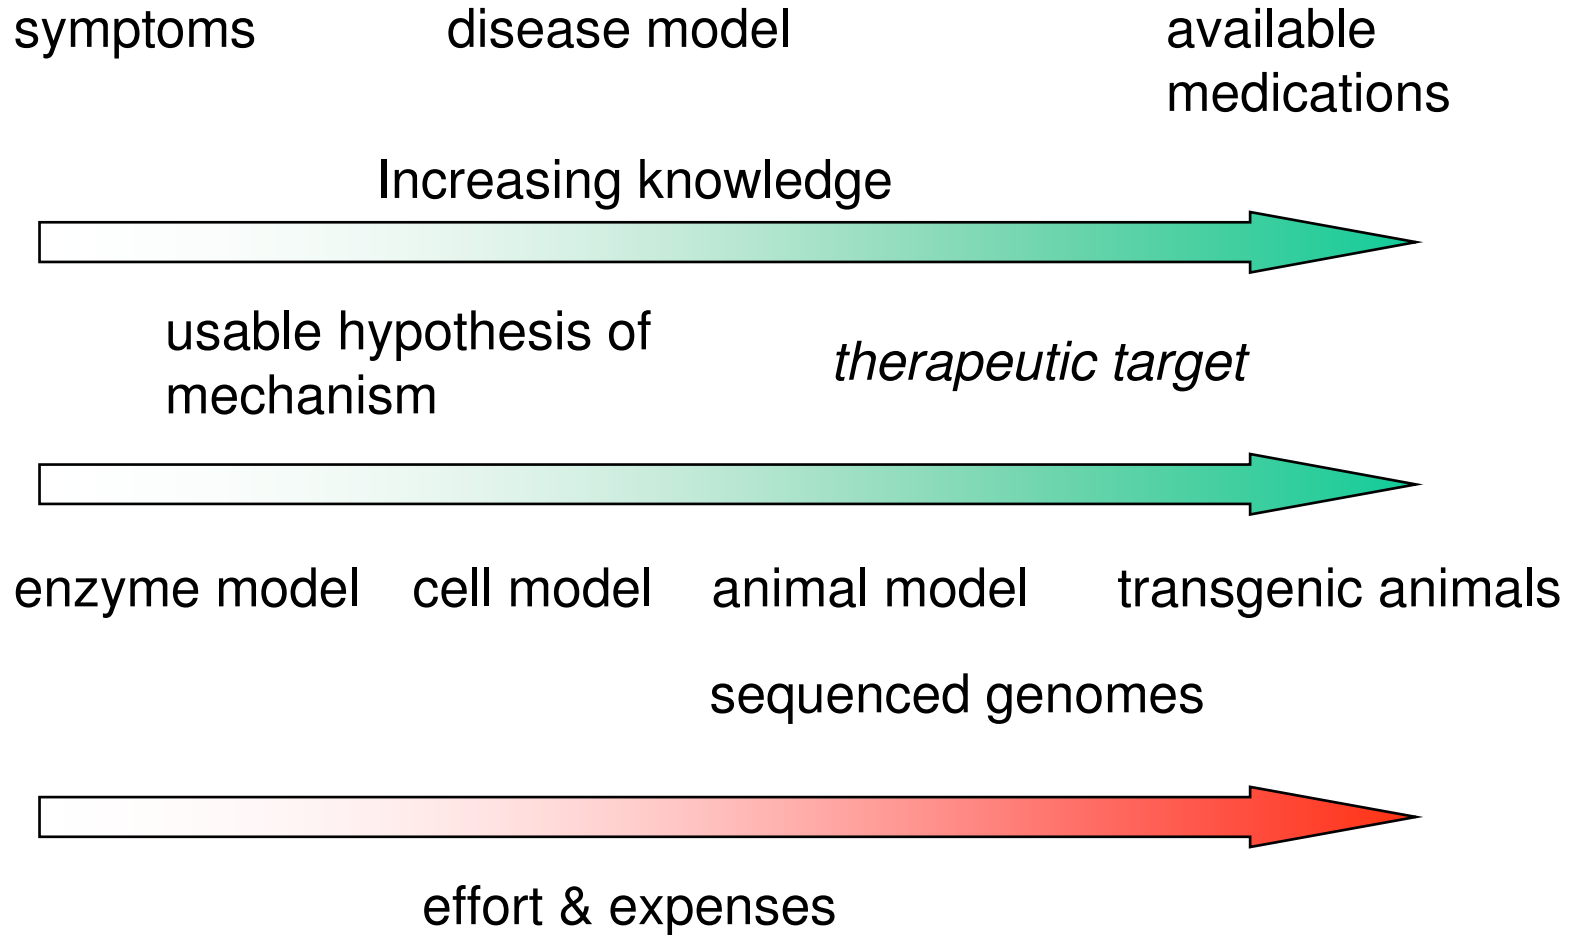 symptoms disease model available
medications
Increasing knowledge
usable hypothesis of
mechanism
therapeutic target
enzyme model cell model animal model transgenic animals
sequenced genomes
effort & expenses